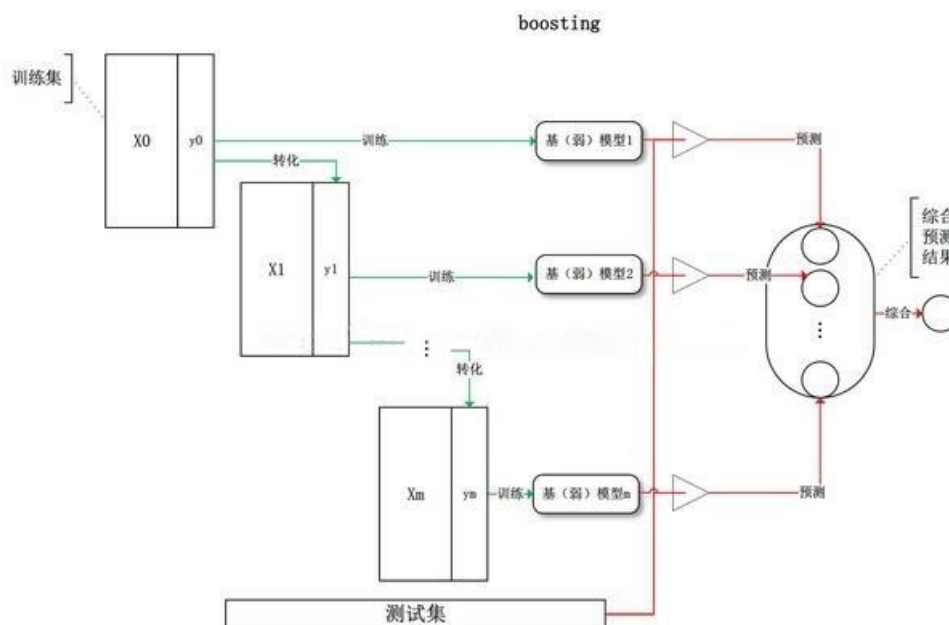 boosting
训练集
X0
y0
训练
基（弱）模型1
预测
转化
X1
y1
训练
基（弱）模型2
预测
综合
预测
结果
⋮
综合
⋮
转化
Xm
ym
训练
基（弱）模型m
预测
测试集